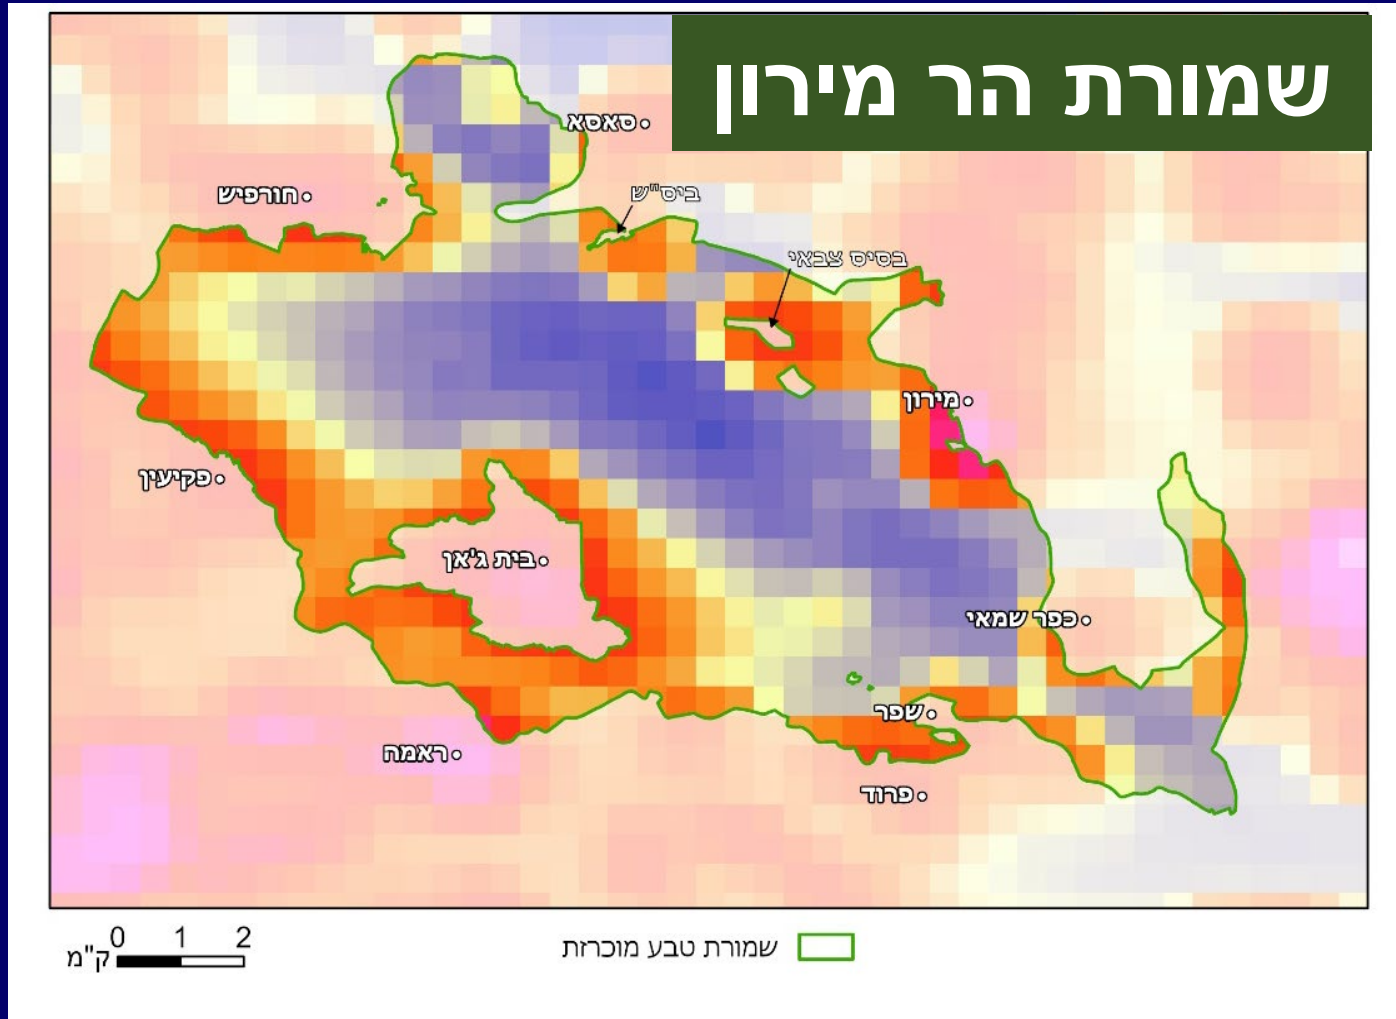 שמורת הר מירון
סאסא
חורפיש
ביס"ש
בסיס צבאי
מירון
פקיעין
בית ג'אן
כפר שמאי
שפר
ראמה
פרוד
0 1 2
ק"מ
שמורת טבע מוכרזת